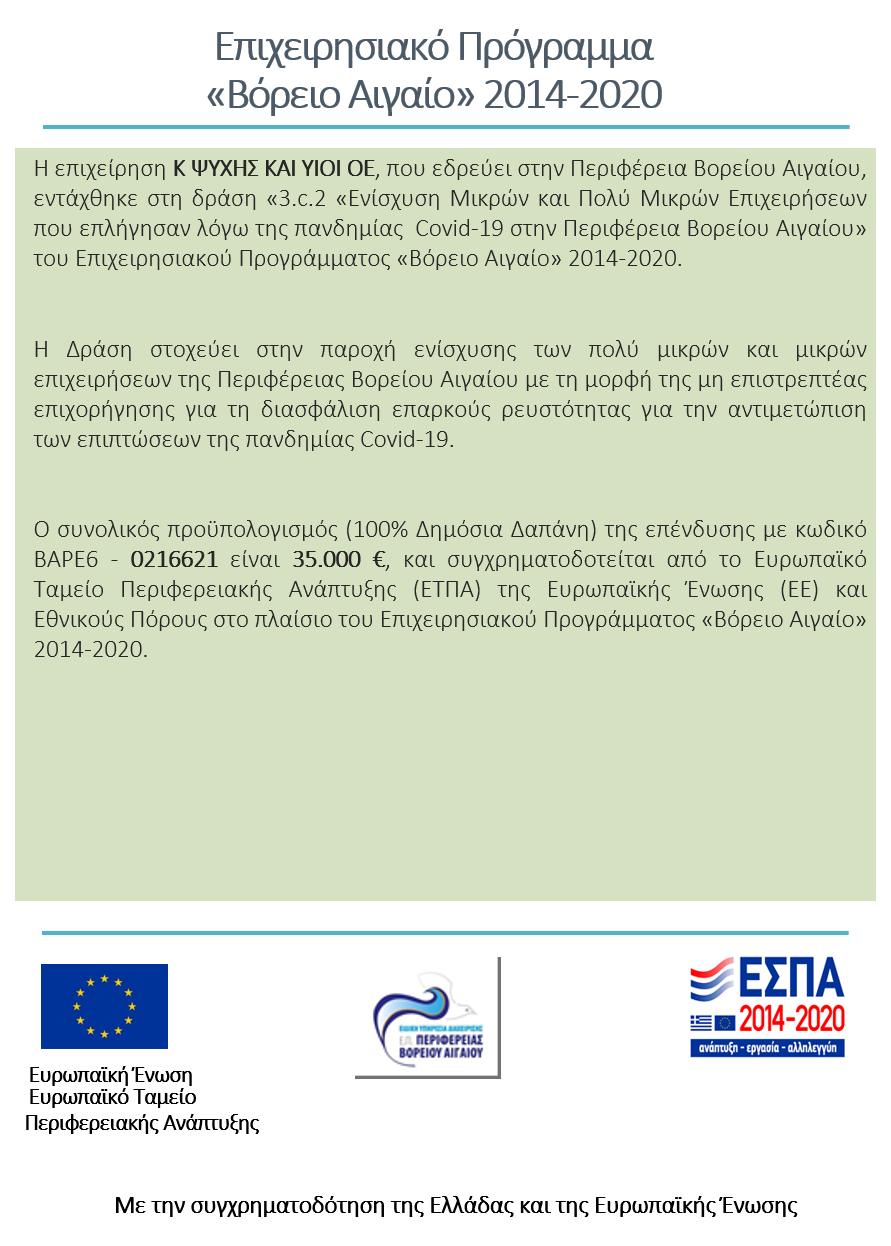 Επιχειρησιακό Πρόγραμμα
«Βόρειο Αιγαίο» 2014-2020
Η επιχείρηση Κ ΨΥΧΗΣ ΚΑΙ ΥΙΟΙ ΟΕ, που εδρεύει στην Περιφέρεια Βορείου Αιγαίου,
εντάχθηκε στη δράση «3.c.2 «Ενίσχυση Μικρών και Πολύ Μικρών Επιχειρήσεων
που επλήγησαν λόγω της πανδημίας Covid-19 στην Περιφέρεια Βορείου Αιγαίου»
του Επιχειρησιακού Προγράμματος «Βόρειο Αιγαίο» 2014-2020.
Η Δράση στοχεύει στην παροχή ενίσχυσης των πολύ μικρών και μικρών
επιχειρήσεων της Περιφέρειας Βορείου Αιγαίου με τη μορφή της μη επιστρεπτέας
επιχορήγησης για τη διασφάλιση επαρκούς ρευστότητας για την αντιμετώπιση
των επιπτώσεων της πανδημίας Covid-19.
Ο συνολικός προϋπολογισμός (100% Δημόσια Δαπάνη) της επένδυσης με κωδικό
ΒΑΡΕ6 - 0216621 είναι 35.000 €, και συγχρηματοδοτείται από το Ευρωπαϊκό
Ταμείο Περιφερειακής Ανάπτυξης (ΕΤΠΑ) της Ευρωπαϊκής Ένωσης (ΕΕ) και
Εθνικούς Πόρους στο πλαίσιο του Επιχειρησιακού Προγράμματος «Βόρειο Αιγαίο»
2014-2020.
Ευρωπαϊκή Ένωση
Ευρωπαϊκό Ταμείο
Περιφερειακής Ανάπτυξης
ΕΙΔΙΚΗ ΥΠΗΡΕΣΙΑ ΔΙΑΧΕΙΡΙΣΗΣ
Ε.Π. ΠΕΡΙΦΕΡΕΙΑΣ
ΒΟΡΕΙΟΥ ΑΙΓΑΙΟΥ
ΕΣΠΑ
2014-2020
ανάπτυξη - εργασία - αλληλεγγύη
Με την συγχρηματοδότηση της Ελλάδας και της Ευρωπαϊκής Ένωσης